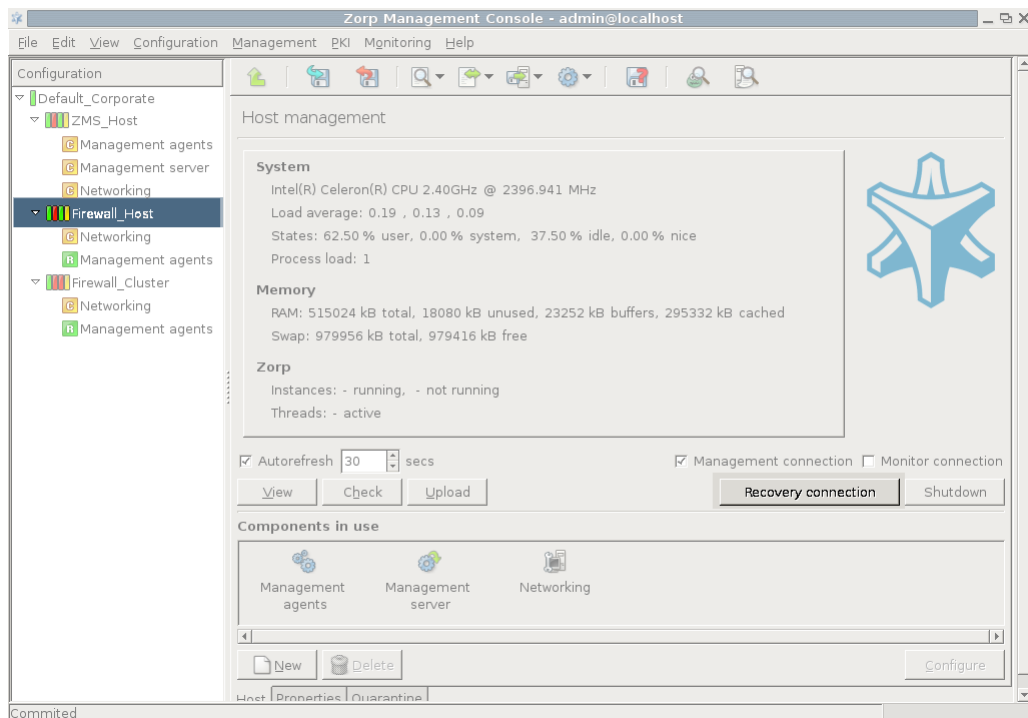 Zorp Management Console - admin@localhost
File Edit View Configuration Management PKI Monitoring Help
Configuration
Default_Corporate
ZMS_Host
Management agents
Management server
Networking
Firewall_Host
Networking
Management agents
Firewall_Cluster
Networking
Management agents
Host management
System
Intel(R) Celeron(R) CPU 2.40GHz @ 2396.941 MHz
Load average: 0.19 , 0.13 , 0.09
States: 62.50 % user, 0.00 % system, 37.50 % idle, 0.00 % nice
Process load: 1
Memory
RAM: 515024 kB total, 18080 kB unused, 23252 kB buffers, 295332 kB cached
Swap: 979956 kB total, 979416 kB free
Zorp
Instances: - running, - not running
Threads: - active
Autorefresh 30 secs Management connection Monitor connection
View Check Upload Recovery connection Shutdown
Components in use
Management agents
Management server
Networking
New Delete Configure
Host Properties Quarantine
Commited